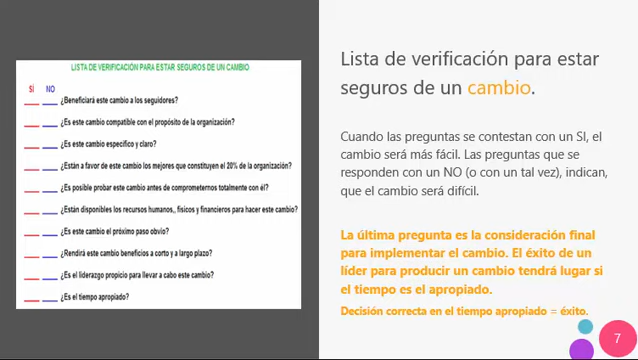 LISTA DE VERIFICACIÓN PARA ESTAR SEGUROS DE UN CAMBIO
SÍ NO
¿Beneficiará este cambio a los seguidores?
¿Es este cambio compatible con el propósito de la organización?
¿Es este cambio específico y claro?
¿Están a favor de este cambio los mejores que constituyen el 20% de la organización?
¿Es posible probar este cambio antes de comprometernos totalmente con él?
¿Están disponibles los recursos humanos,, físicos y financieros para hacer este cambio?
¿Es este cambio el próximo paso obvio?
¿Rendirá este cambio beneficios a corto y a largo plazo?
¿Es el liderazgo propicio para llevar a cabo este cambio?
¿Es el tiempo apropiado?
Lista de verificación para estar
seguros de un cambio.
Cuando las preguntas se contestan con un SI, el
cambio será más fácil. Las preguntas que se
responden con un NO (o con un tal vez), indican,
que el cambio será difícil.
La última pregunta es la consideración final
para implementar el cambio. El éxito de un
líder para producir un cambio tendrá lugar si
el tiempo es el apropiado.
Decisión correcta en el tiempo apropiado = éxito.
7